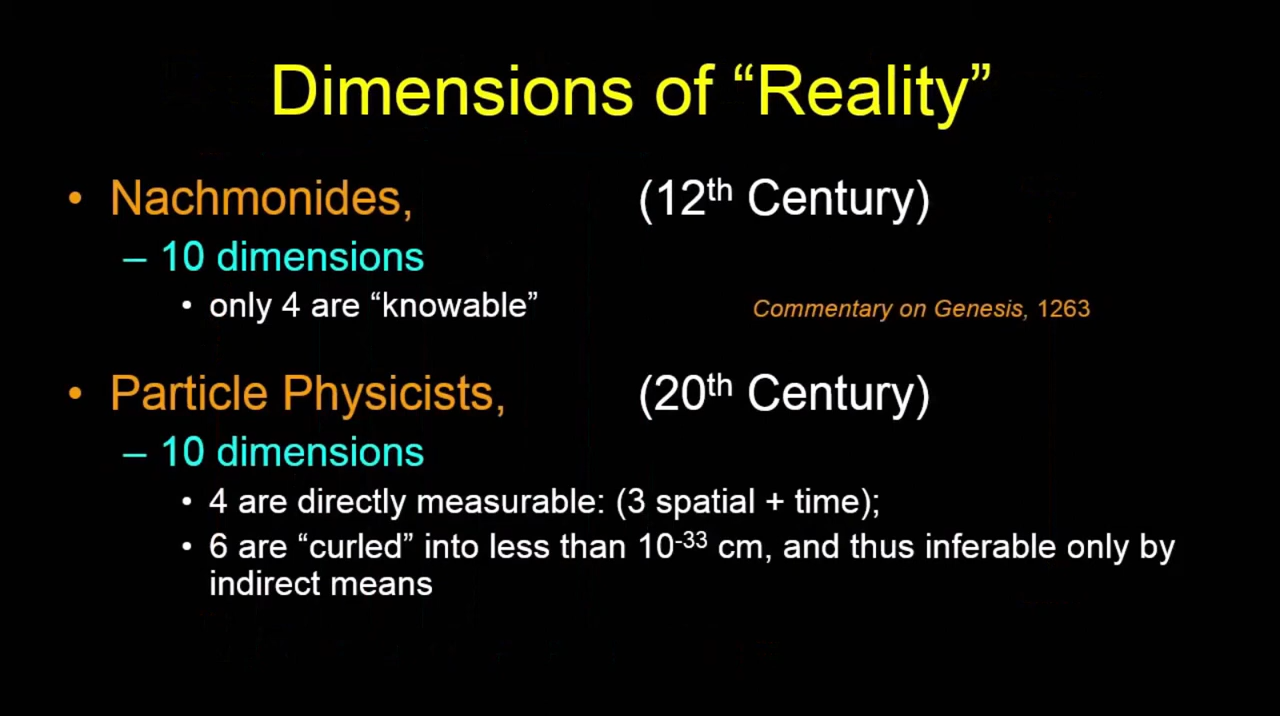 Dimensions of “Reality”
• Nachmonides, (12th Century)
– 10 dimensions
• only 4 are “knowable” Commentary on Genesis, 1263
• Particle Physicists, (20th Century)
– 10 dimensions
• 4 are directly measurable: (3 spatial + time);
• 6 are “curled” into less than 10⁻³³ cm, and thus inferable only by
indirect means